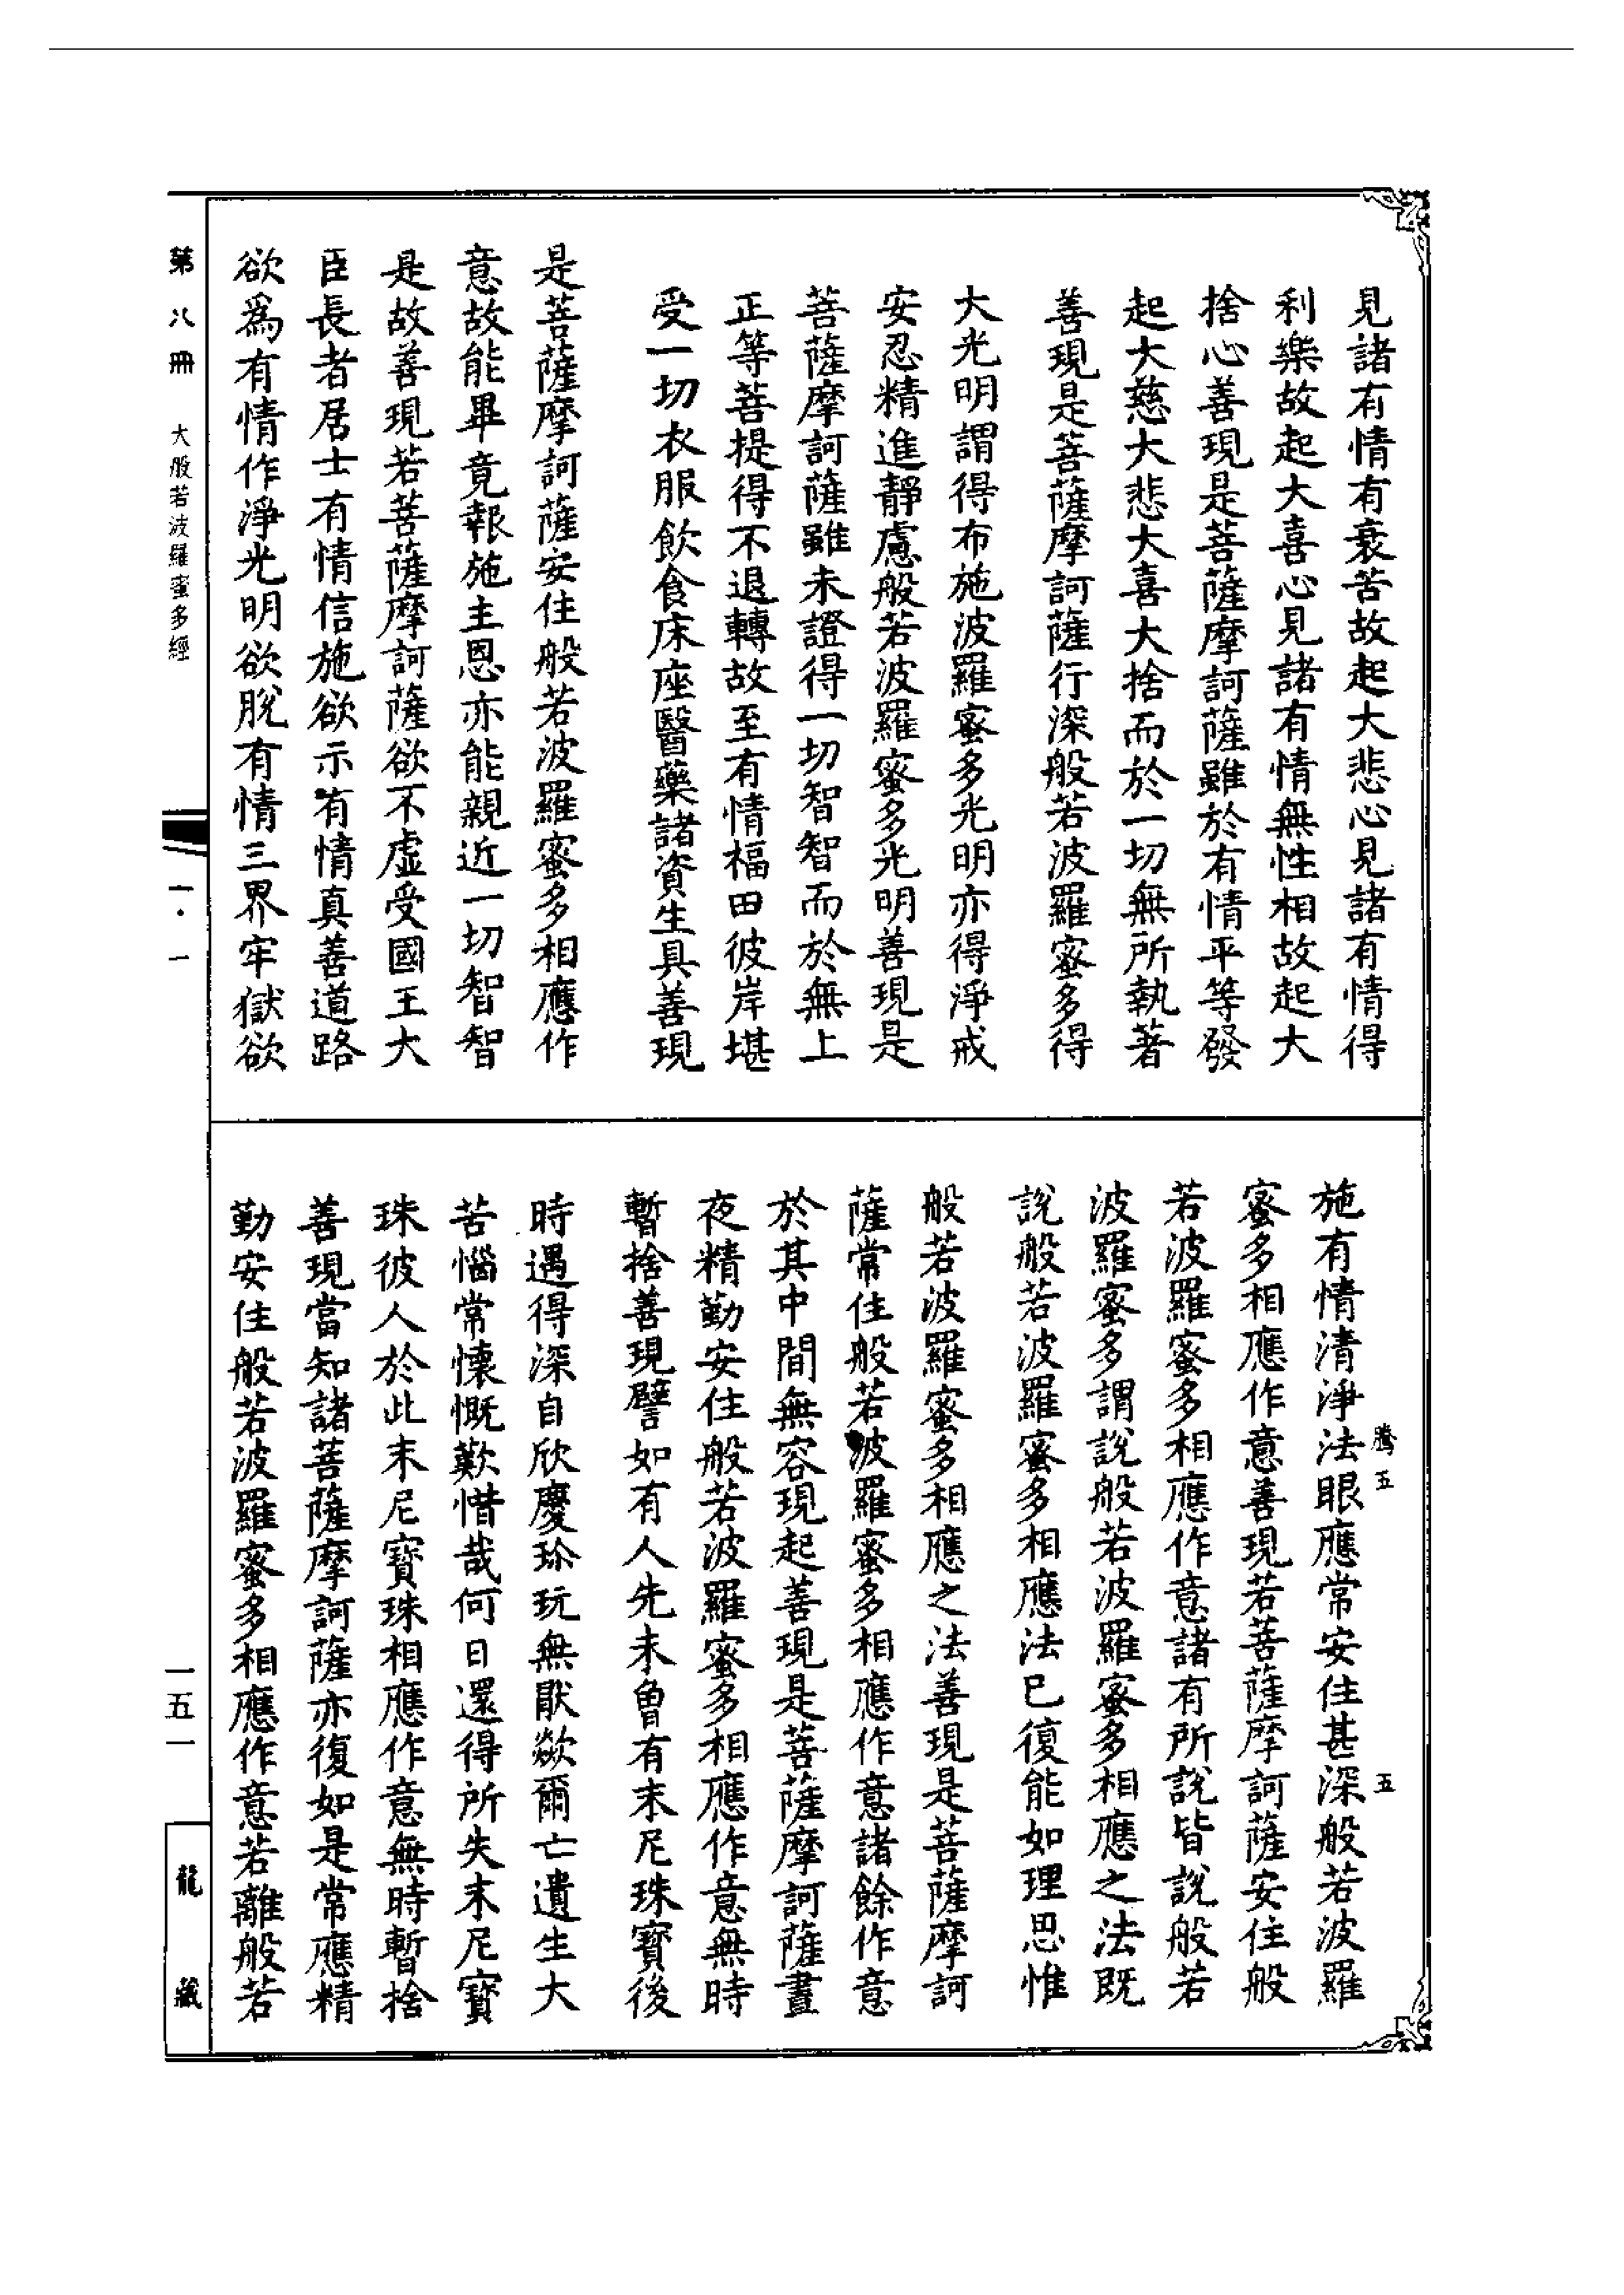 見諸有情有衰苦故起大悲心見諸有情得
利樂故起大喜心見諸有情無性相故起大
捨心善現是菩薩摩訶薩雖於有情平等發
起大慈大悲大喜大捨而於一切無所執著
善現是菩薩摩訶薩行深般若波羅蜜多得
大光明謂得布施波羅蜜多光明亦得淨戒
安忍精進靜慮般若波羅蜜多光明善現是
菩薩摩訶薩雖未證得一切智智而於無上
正等菩提得不退轉故至有情福田彼岸堪
受一切衣服飲食床座醫藥諸資生具善現
是菩薩摩訶薩安住般若波羅蜜多相應作
意故能畢竟報施主恩亦能親近一切智智
是故善現若菩薩摩訶薩欲不虛受國王大
臣長者居士有情信施欲示有情真善道路
欲為有情作淨光明欲脫有情三界牢獄欲
施有情清淨法眼應常安住甚深般若波羅
蜜多相應作意善現若菩薩摩訶薩安住般
若波羅蜜多相應作意諸有所說皆說般若
波羅蜜多謂說般若波羅蜜多相應之法既
說般若波羅蜜多相應法已復能如理思惟
般若波羅蜜多相應之法善現是菩薩摩訶
薩常住般若波羅蜜多相應作意諸餘作意
於其中間無容現起善現是菩薩摩訶薩晝
夜精勤安住般若波羅蜜多相應作意無時
暫捨善現譬如有人先未曾有末尼珠寶後
時遇得深自欣慶珍玩無厭欻爾亡遺生大
苦惱常懷慨歎惜哉何日還得所失末尼寶
珠彼人於此末尼寶珠相應作意無時暫捨
善現當知諸菩薩摩訶薩亦復如是常應精
勤安住般若波羅蜜多相應作意若離般若
騰五
五
第八冊
大般若波羅蜜多經
一·一
一五一
龍藏